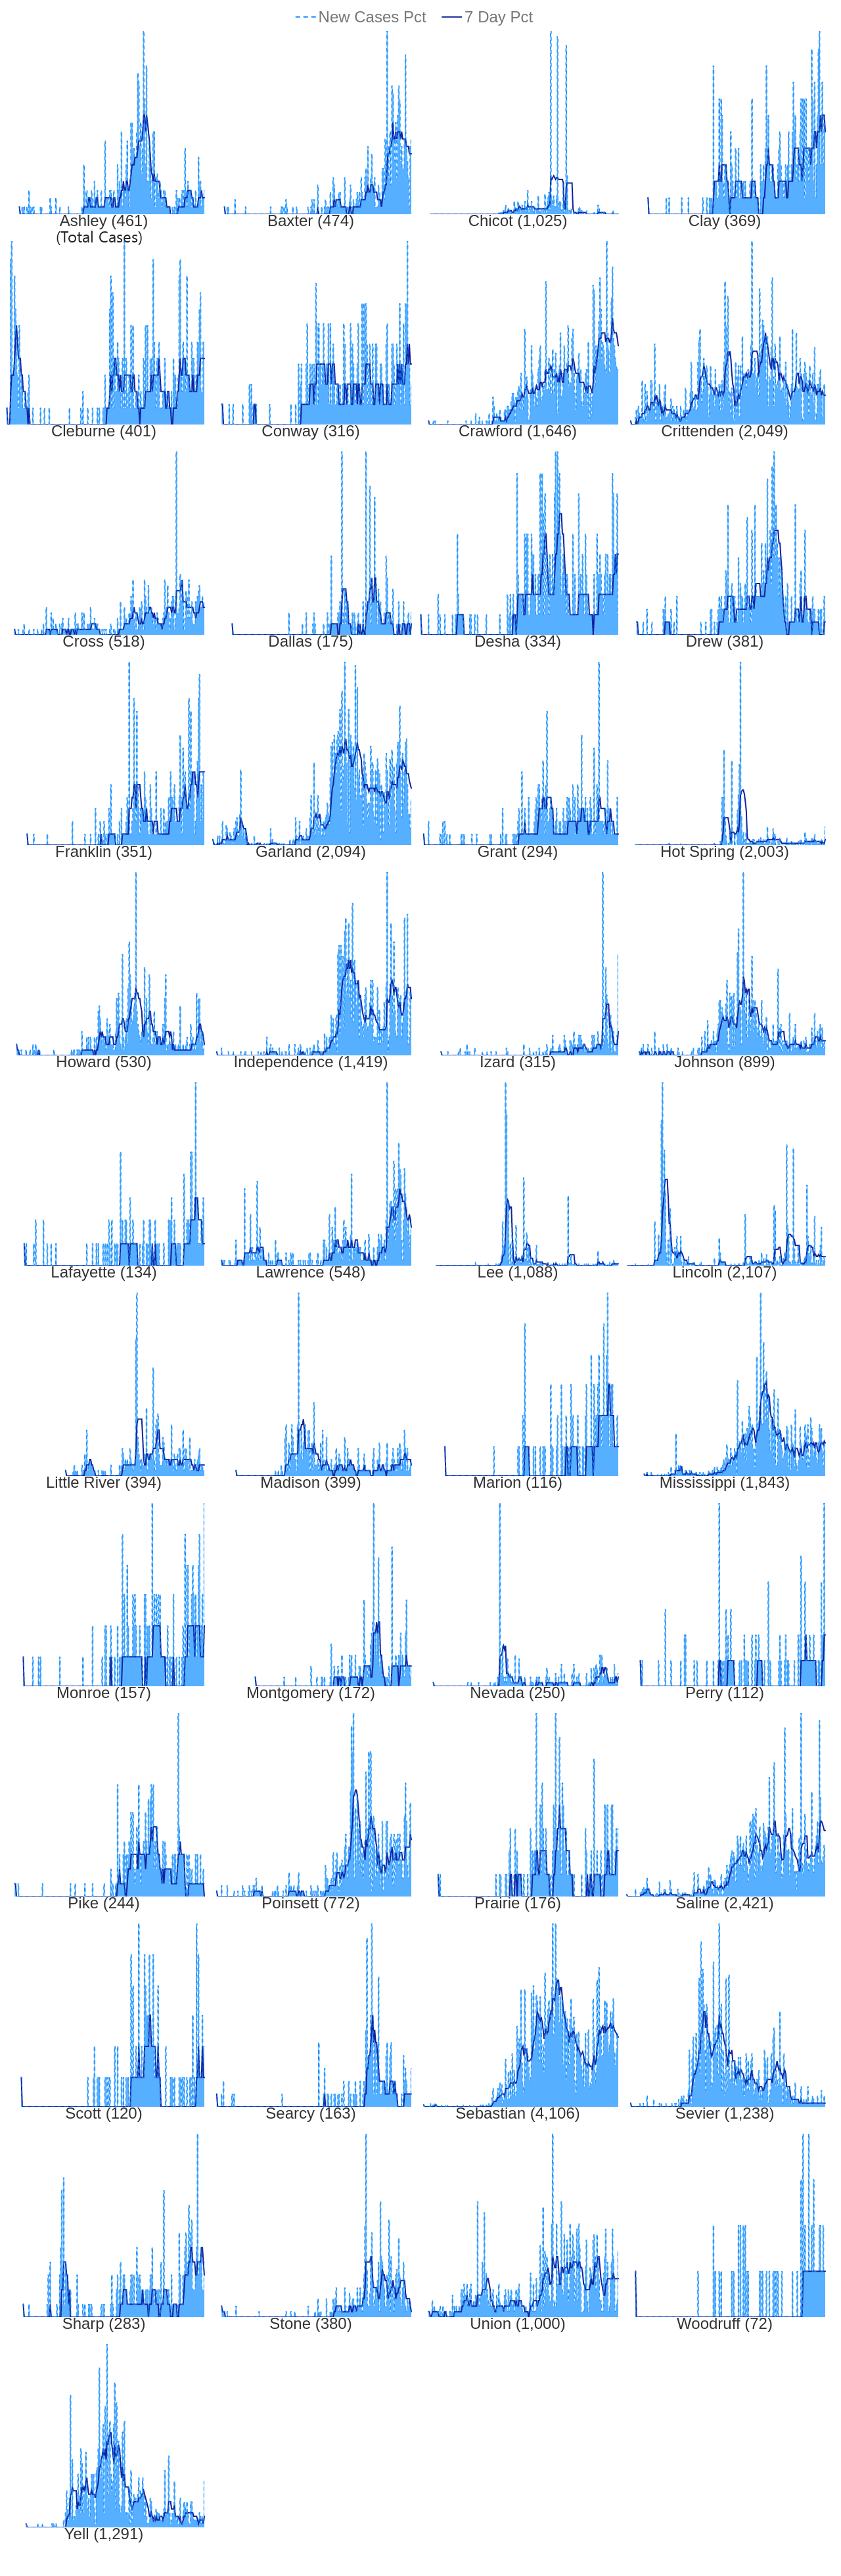 New Cases Pct 7 Day Pct
Ashley (461) Baxter (474) Chicot (1,025) Clay (369)
(Total Cases)
Cleburne (401) Conway (316) Crawford (1,646) Crittenden (2,049)
Cross (518) Dallas (175) Desha (334) Drew (381)
Franklin (351) Garland (2,094) Grant (294) Hot Spring (2,003)
Howard (530) Independence (1,419) Izard (315) Johnson (899)
Lafayette (134) Lawrence (548) Lee (1,088) Lincoln (2,107)
Little River (394) Madison (399) Marion (116) Mississippi (1,843)
Monroe (157) Montgomery (172) Nevada (250) Perry (112)
Pike (244) Poinsett (772) Prairie (176) Saline (2,421)
Scott (120) Searcy (163) Sebastian (4,106) Sevier (1,238)
Sharp (283) Stone (380) Union (1,000) Woodruff (72)
Yell (1,291)